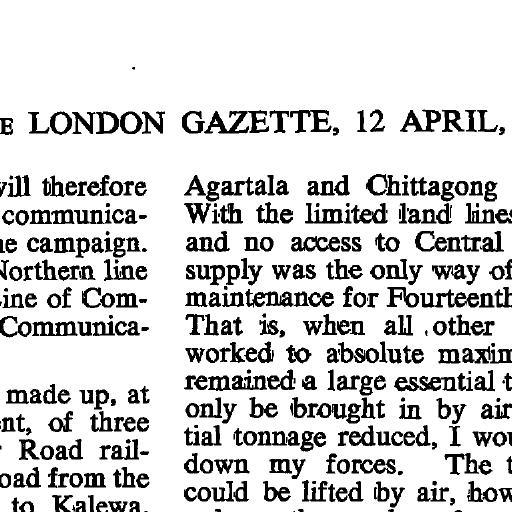 E LONDON GAZETTE, 12 APRIL,
will therefore
communica-
he campaign.
Northern line
Line of Com-
Communica-
made up, at
ent, of three
Road rail-
oad from the
to Kalewa,
Agartala and Chittagong
With the limited land lines
and no access to Central
supply was the only way of
maintenance for Fourteenth
That is, when all other
worked to absolute maxim
remained a large essential t
only be brought in by air
tial tonnage reduced, I wou
down my forces. The t
could be lifted by air, how